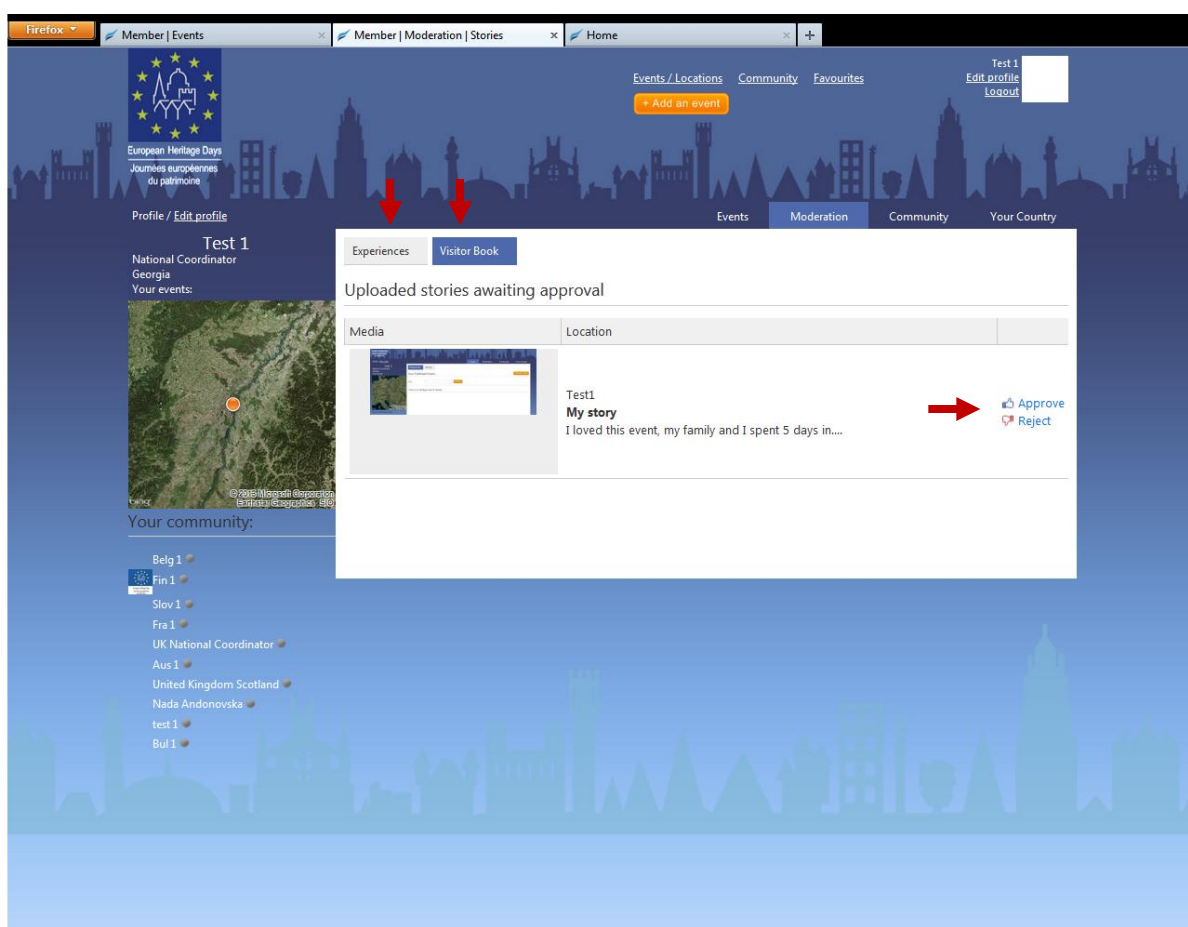 Firefox
Member | Events
Member | Moderation | Stories
Home
Events / Locations Community Favourites
+ Add an event
Test 1
Edit profile
Logout
European Heritage Days
Journées européennes
du patrimoine
Profile / Edit profile
Events Moderation Community Your Country
Test 1
National Coordinator
Georgia
Your events:
Experiences Visitor Book
Uploaded stories awaiting approval
Media Location
Test1
My story
I loved this event, my family and I spent 5 days in....
Approve
Reject
Your community:
Belg 1
Fin 1
Slov 1
Fra 1
UK National Coordinator
Aus 1
United Kingdom Scotland
Nada Andonovska
test 1
Bul 1